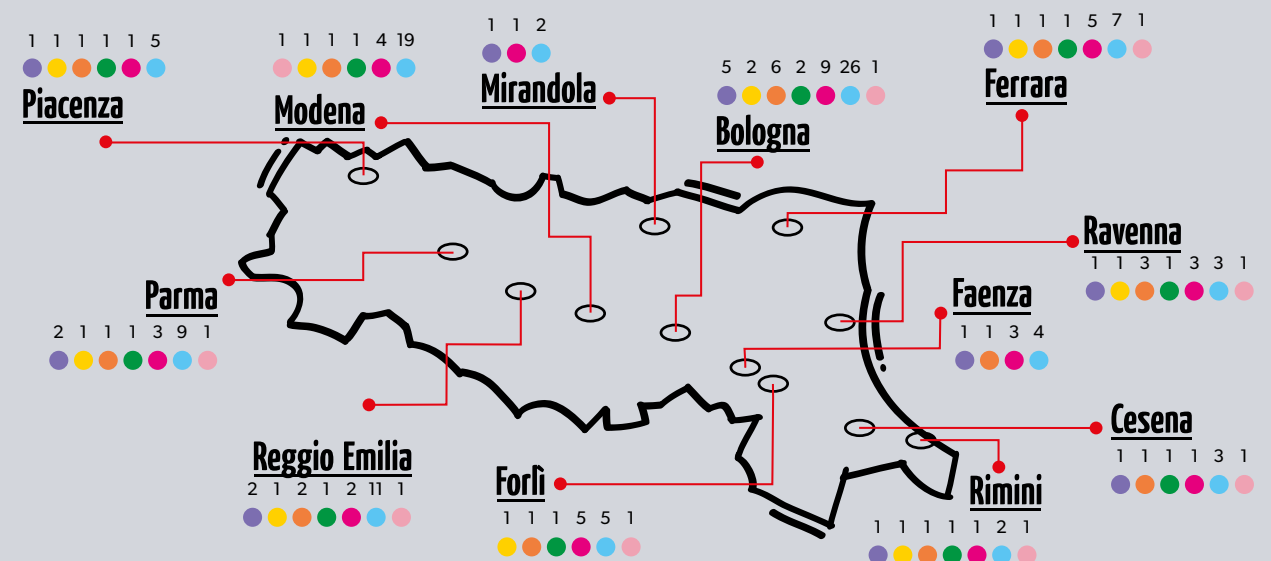 1 1 1 1 1 5
Piacenza
1 1 1 1 4 19
Modena
1 1 2
Mirandola
5 2 6 2 9 26 1
Bologna
1 1 1 1 5 7 1
Ferrara
Ravenna
1 1 3 1 3 3 1
Faenza
1 1 3 4
Parma
2 1 1 1 3 9 1
Reggio Emilia
2 1 2 1 2 11 1
Forlì
1 1 1 5 5 1
Cesena
1 1 1 1 3 1
Rimini
1 1 1 1 1 2 1